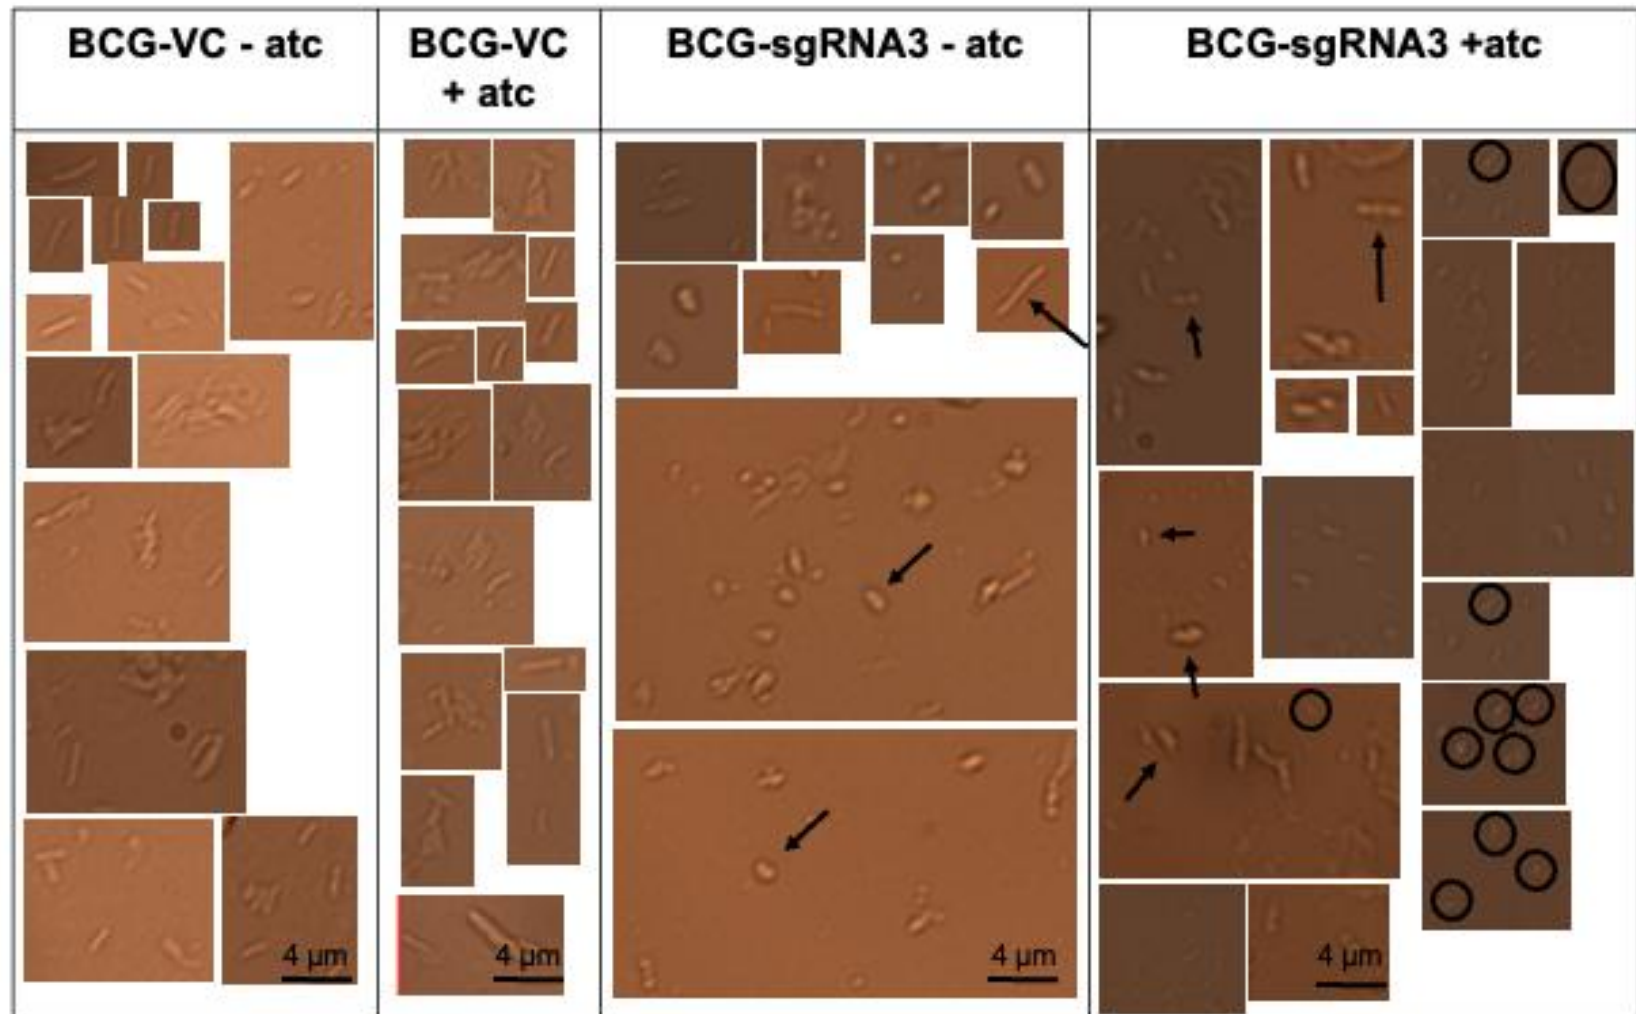 BCG-VC - atc
BCG-VC
+ atc
BCG-sgRNA3 - atc
BCG-sgRNA3 +atc
4 µm
4 µm
4 µm
4 µm